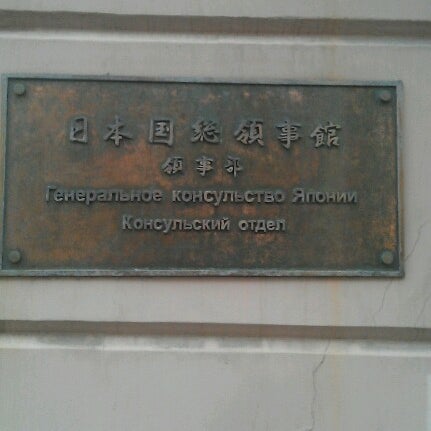 日本国総領事館
領事部
Генеральное консульство Японии
Консульский отдел